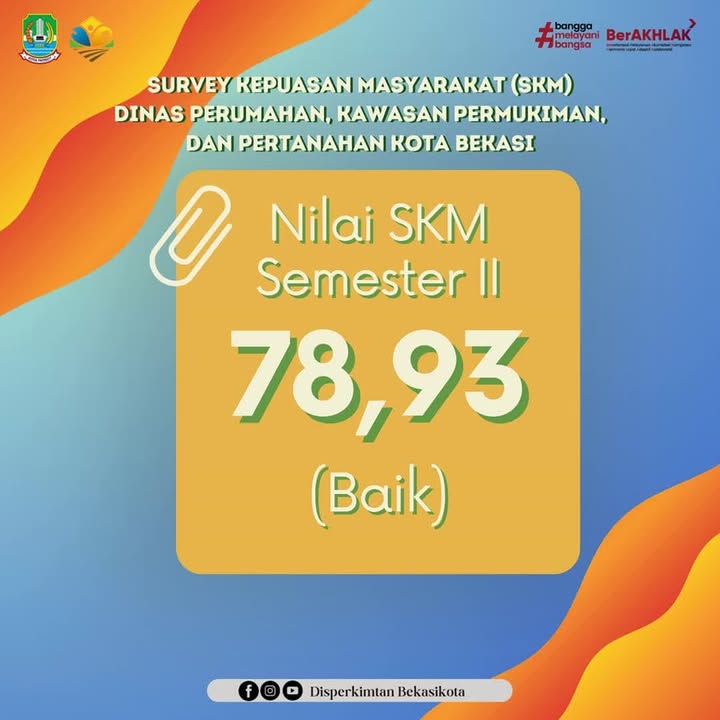 #bangga
melayani
bangsa
BerAKHLAK
SURVEY KEPUASAN MASYARAKAT (SKM)
DINAS PERUMAHAN, KAWASAN PERMUKIMAN,
DAN PERTANAHAN KOTA BEKASI
Nilai SKM
Semester II
78,93
(Baik)
Disperkimtan Bekasikota